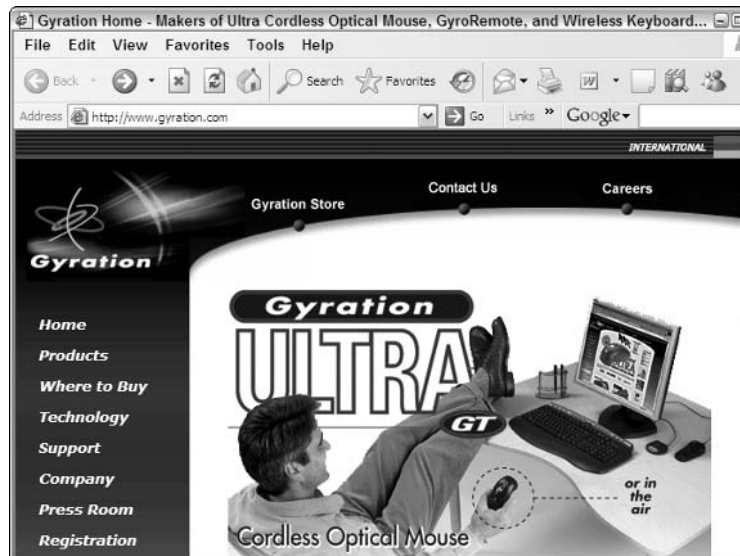 Gyration Home - Makers of Ultra Cordless Optical Mouse, GyroRemote, and Wireless Keyboard...
File Edit View Favorites Tools Help
Back Search Favorites
Address http://www.gyration.com Go Links » Google
INTERNATIONAL
Gyration Store Contact Us Careers
Gyration
Home
Products
Where to Buy
Technology
Support
Company
Press Room
Registration
Gyration
ULTRA
GT
or in
the
air
Cordless Optical Mouse